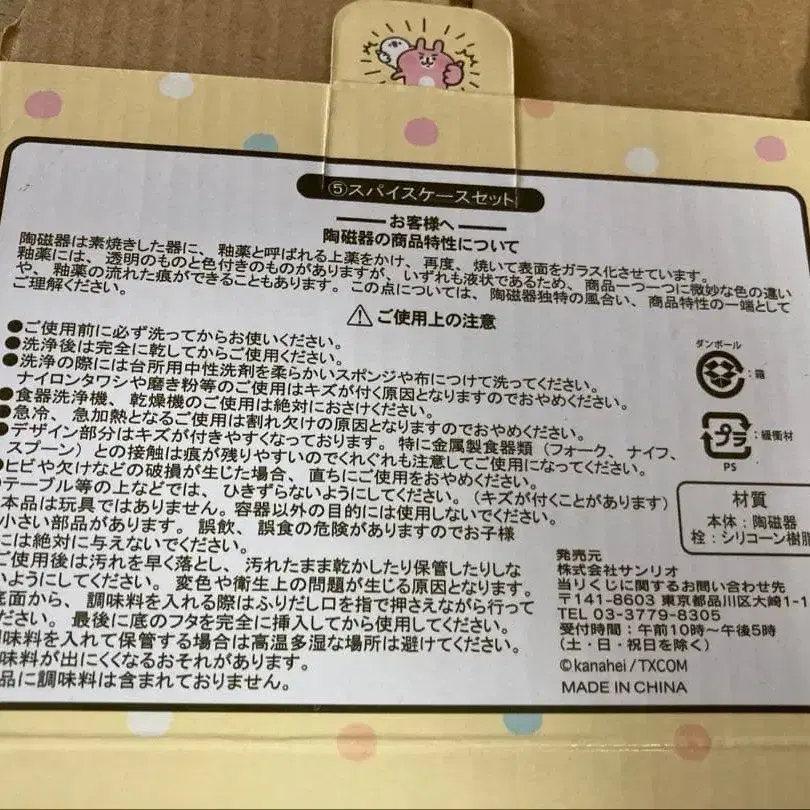 ⑤スパイスケースセット
お客様へ
陶磁器の商品特性について
陶磁器は素焼きした器に、釉薬と呼ばれる上薬をかけ、再度、焼いて表面をガラス化させています。
釉薬には、透明のものと色付きのものがありますが、いずれも液状であるため、商品一つ一つに微妙な色の違い
や、釉薬の流れた痕ができることもあります。この点については、陶磁器独特の風合い、商品特性の一端として
ご理解ください。
⚠ご使用上の注意
●ご使用前に必ず洗ってからお使いください。
●洗浄後は完全に乾してからご使用ください。
●洗浄の際には台所用中性洗剤を柔らかいスポンジや布につけて洗ってください。
ナイロンタワシや磨き粉等のご使用はキズが付く原因となりますのでおやめください。
●食器洗浄機、乾燥機のご使用は絶対におさけください。
●急冷、急加熱となるご使用は割れ欠けの原因となりますのでおやめください。
●デザイン部分はキズが付きやすくなっております。特に金属製食器類（フォーク、ナイフ、
スプーン）との接触は痕が残りやすいのでくれぐれも注意してご使用になってください。
●ヒビや欠けなどの破損が生じた場合、直ちにご使用をおやめください。
●テーブル等の上などでは、ひきずらないようにしてください。（キズが付くことがあります）
本品は玩具ではありません。容器以外の目的には使用しないでください。
小さい部品があります。誤飲、誤食の危険がありますのでお子様
には絶対に与えないでください。
ご使用後は汚れを早く落とし、汚れたまま乾かしたり保管したりしな
いようにしてください。変色や衛生上の問題が生じる原因となります。
底面から、調味料を入れる際はふりだし口を指で押さえながら行って
ださい。最後に底のフタを完全に挿入してから使用してください。
味料を入れて保管する場合は高温多湿な場所は避けてください。
味料が出にくくなるおそれがあります。
品に調味料は含まれておりません。
ダンボール
：箱
プラ
：緩衝材
PS
材質
本体：陶磁器
栓：シリコーン樹脂
発売元
株式会社サンリオ
当りくじに関するお問い合わせ先
〒141-8603 東京都品川区大崎1-1
TEL 03-3779-8305
受付時間：午前10時～午後5時
（土・日・祝日を除く）
©kanahei/TXCOM
MADE IN CHINA